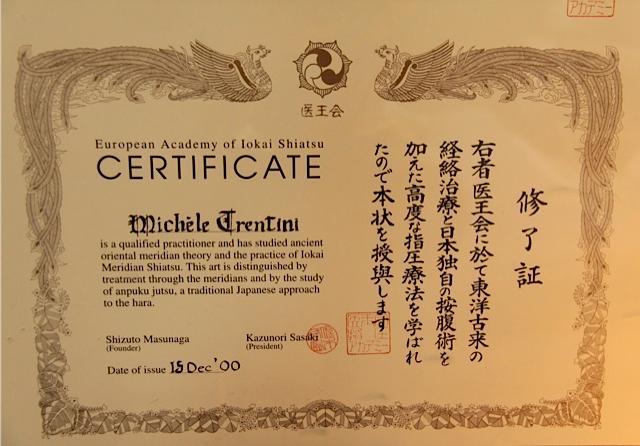 アカデミー
医王会
European Academy of Iokai Shiatsu
CERTIFICATE
Michèle Trentini
is a qualified practitioner and has studied ancient
oriental meridian theory and the practice of Iokai
Meridian Shiatsu. This art is distinguished by
treatment through the meridians and by the study
of anpuku jutsu, a traditional Japanese approach
to the hara.
Shizuto Masunaga
(Founder)
Kazunori Sasaki
(President)
Date of issue 15 Dec '00
修了証
右者医王会に於て東洋古来の
経絡治療と日本独自の按腹術を
加えた高度な指圧療法を学ばれ
たので本状を授與します
アカデミー